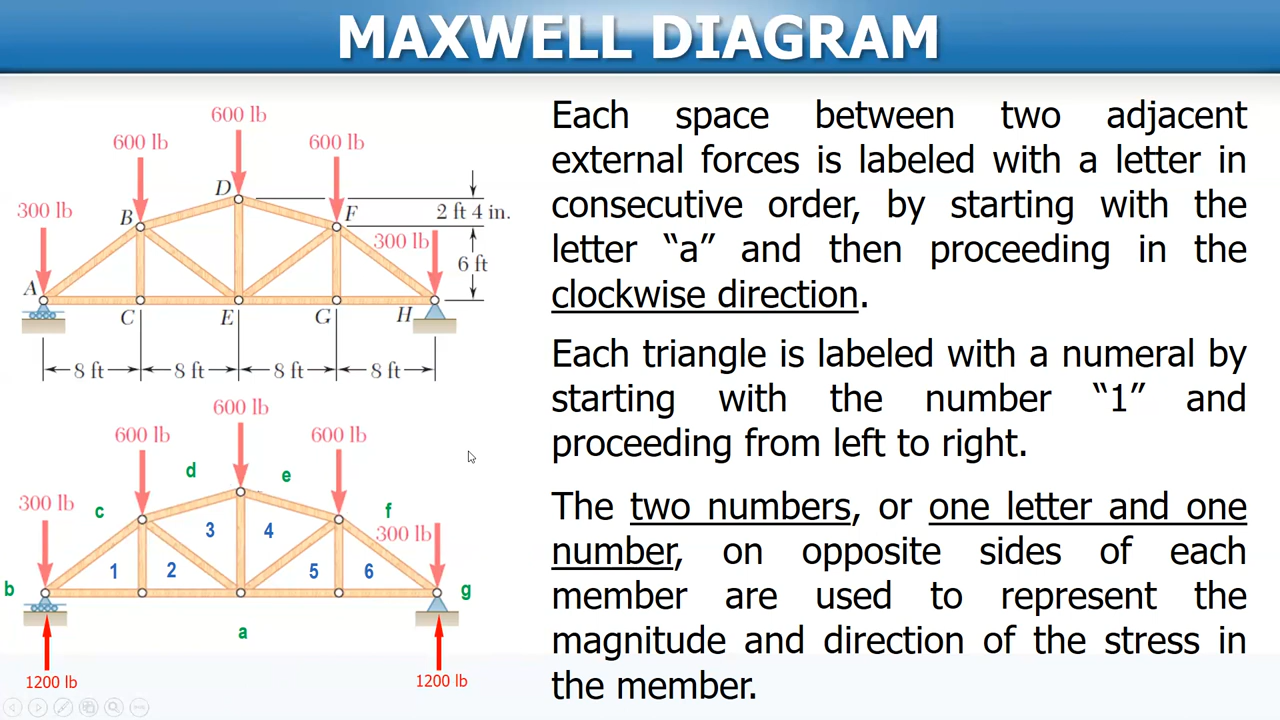 MAXWELL DIAGRAM
600 lb
600 lb
600 lb
D
300 lb
B
F
2 ft 4 in.
300 lb
6 ft
A
C
E
G
H
8 ft
8 ft
8 ft
8 ft
600 lb
600 lb
600 lb
d
e
300 lb
c
f
300 lb
3
4
1
2
5
6
b
g
a
1200 lb
1200 lb
Each space between two adjacent
external forces is labeled with a letter in
consecutive order, by starting with the
letter “a” and then proceeding in the
clockwise direction.
Each triangle is labeled with a numeral by
starting with the number “1” and
proceeding from left to right.
The two numbers, or one letter and one
number, on opposite sides of each
member are used to represent the
magnitude and direction of the stress in
the member.